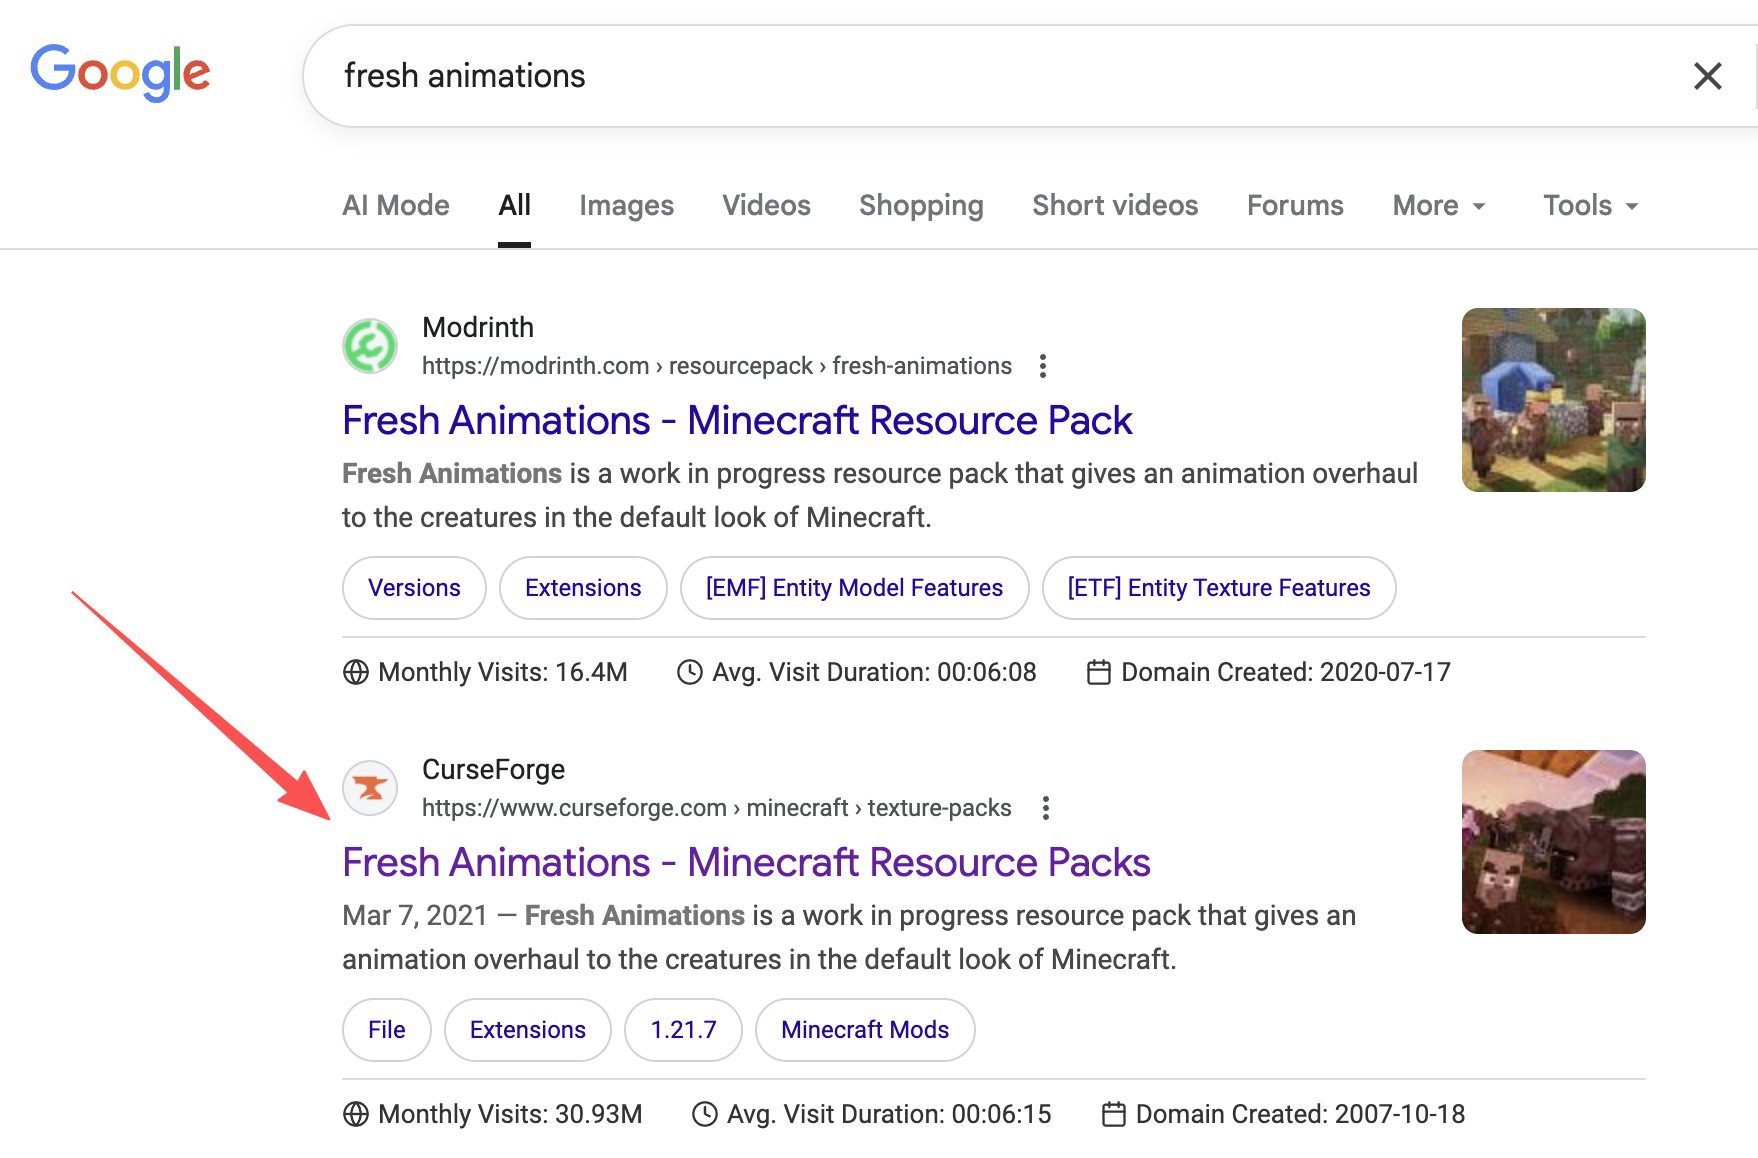 Google
fresh animations
AI Mode All Images Videos Shopping Short videos Forums More Tools
Modrinth
https://modrinth.com › resourcepack › fresh-animations
Fresh Animations - Minecraft Resource Pack
Fresh Animations is a work in progress resource pack that gives an animation overhaul
to the creatures in the default look of Minecraft.
Versions Extensions [EMF] Entity Model Features [ETF] Entity Texture Features
Monthly Visits: 16.4M Avg. Visit Duration: 00:06:08 Domain Created: 2020-07-17
CurseForge
https://www.curseforge.com › minecraft › texture-packs
Fresh Animations - Minecraft Resource Packs
Mar 7, 2021 — Fresh Animations is a work in progress resource pack that gives an
animation overhaul to the creatures in the default look of Minecraft.
File Extensions 1.21.7 Minecraft Mods
Monthly Visits: 30.93M Avg. Visit Duration: 00:06:15 Domain Created: 2007-10-18